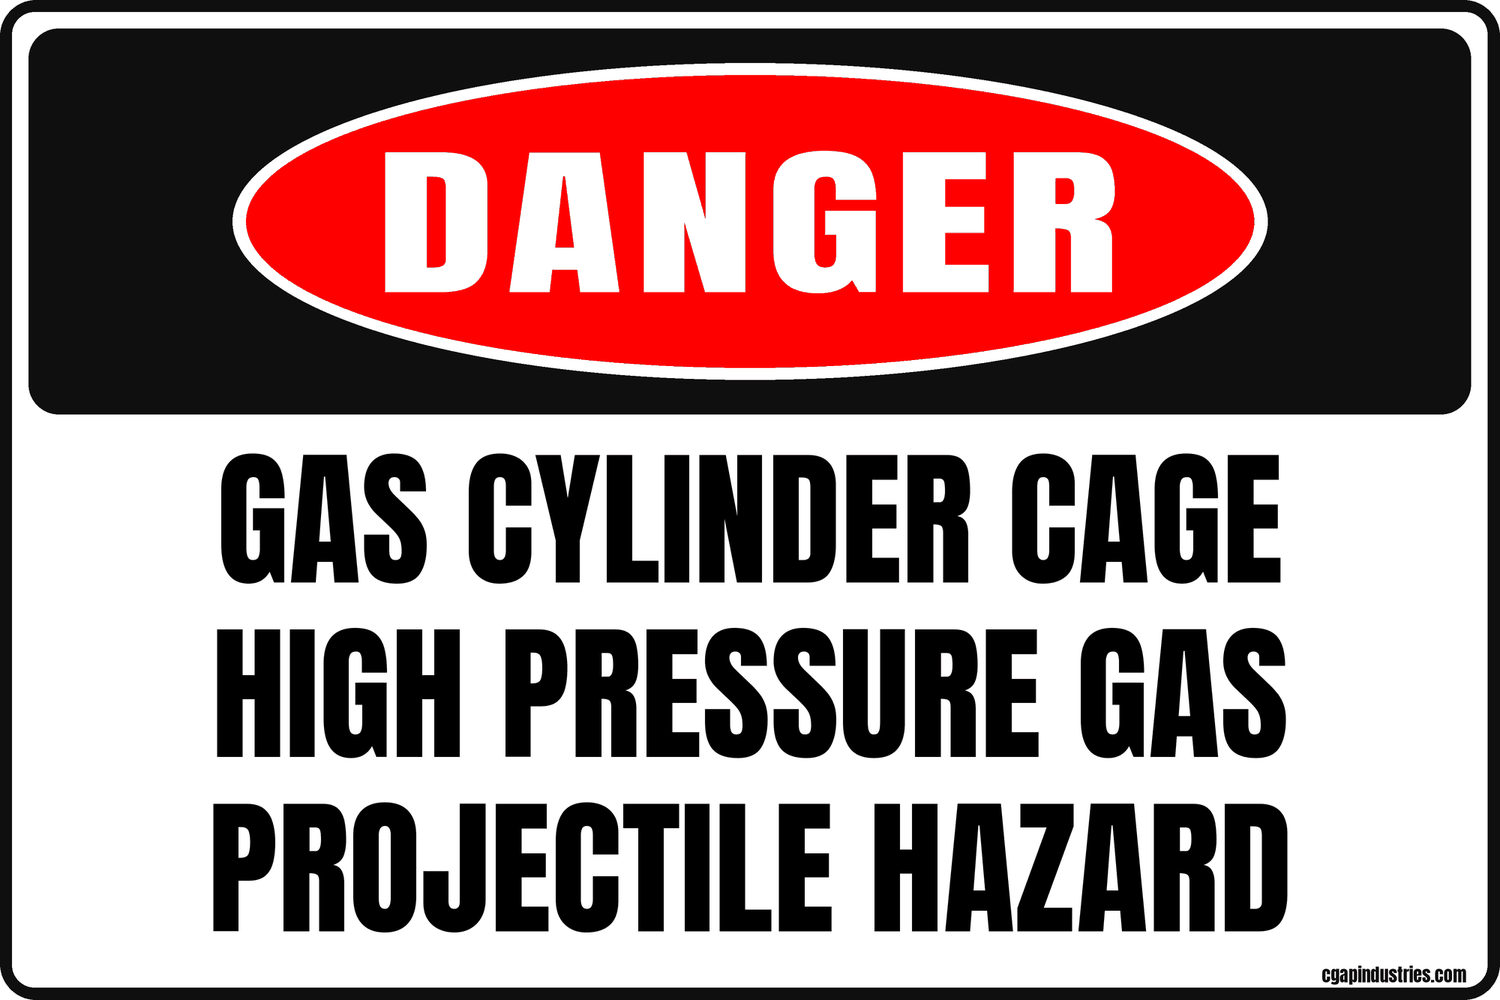 DANGER
GAS CYLINDER CAGE
HIGH PRESSURE GAS
PROJECTILE HAZARD
cgapindustries.com